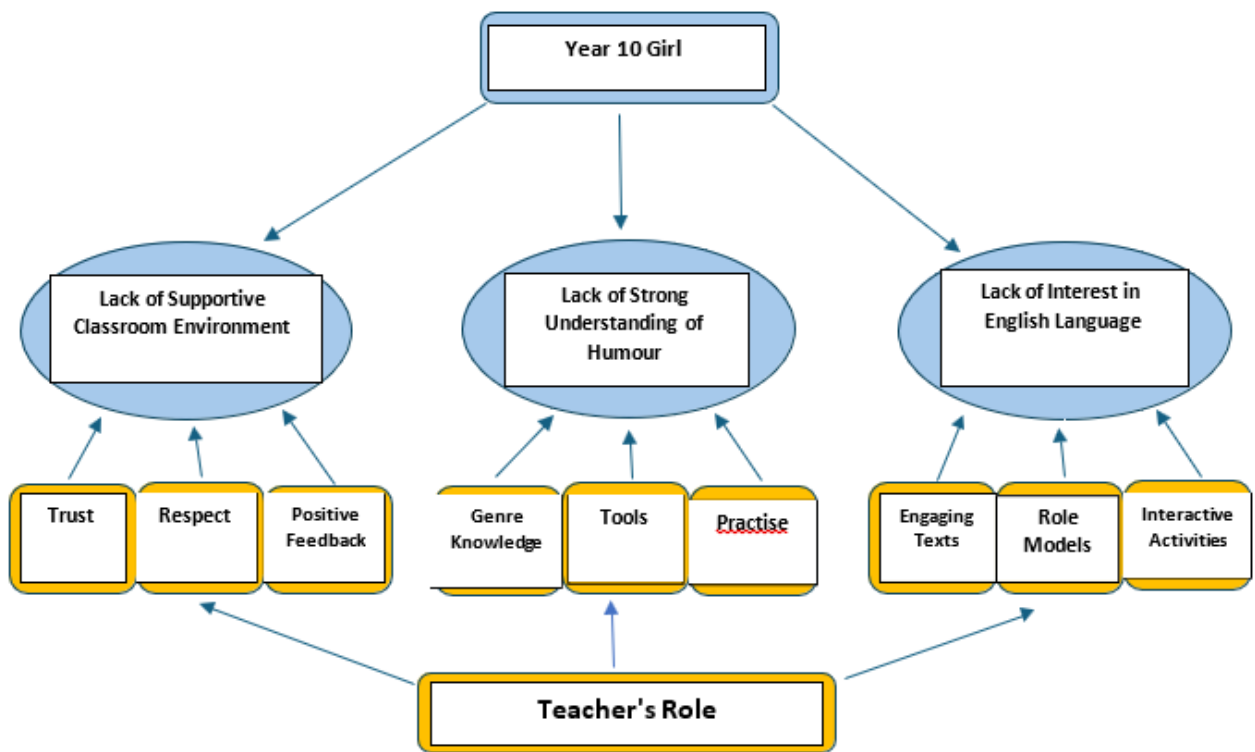 Year 10 Girl
Lack of Supportive
Classroom Environment
Lack of Strong
Understanding of
Humour
Lack of Interest in
English Language
Trust
Respect
Positive
Feedback
Genre
Knowledge
Tools
Practise
Engaging
Texts
Role
Models
Interactive
Activities
Teacher's Role